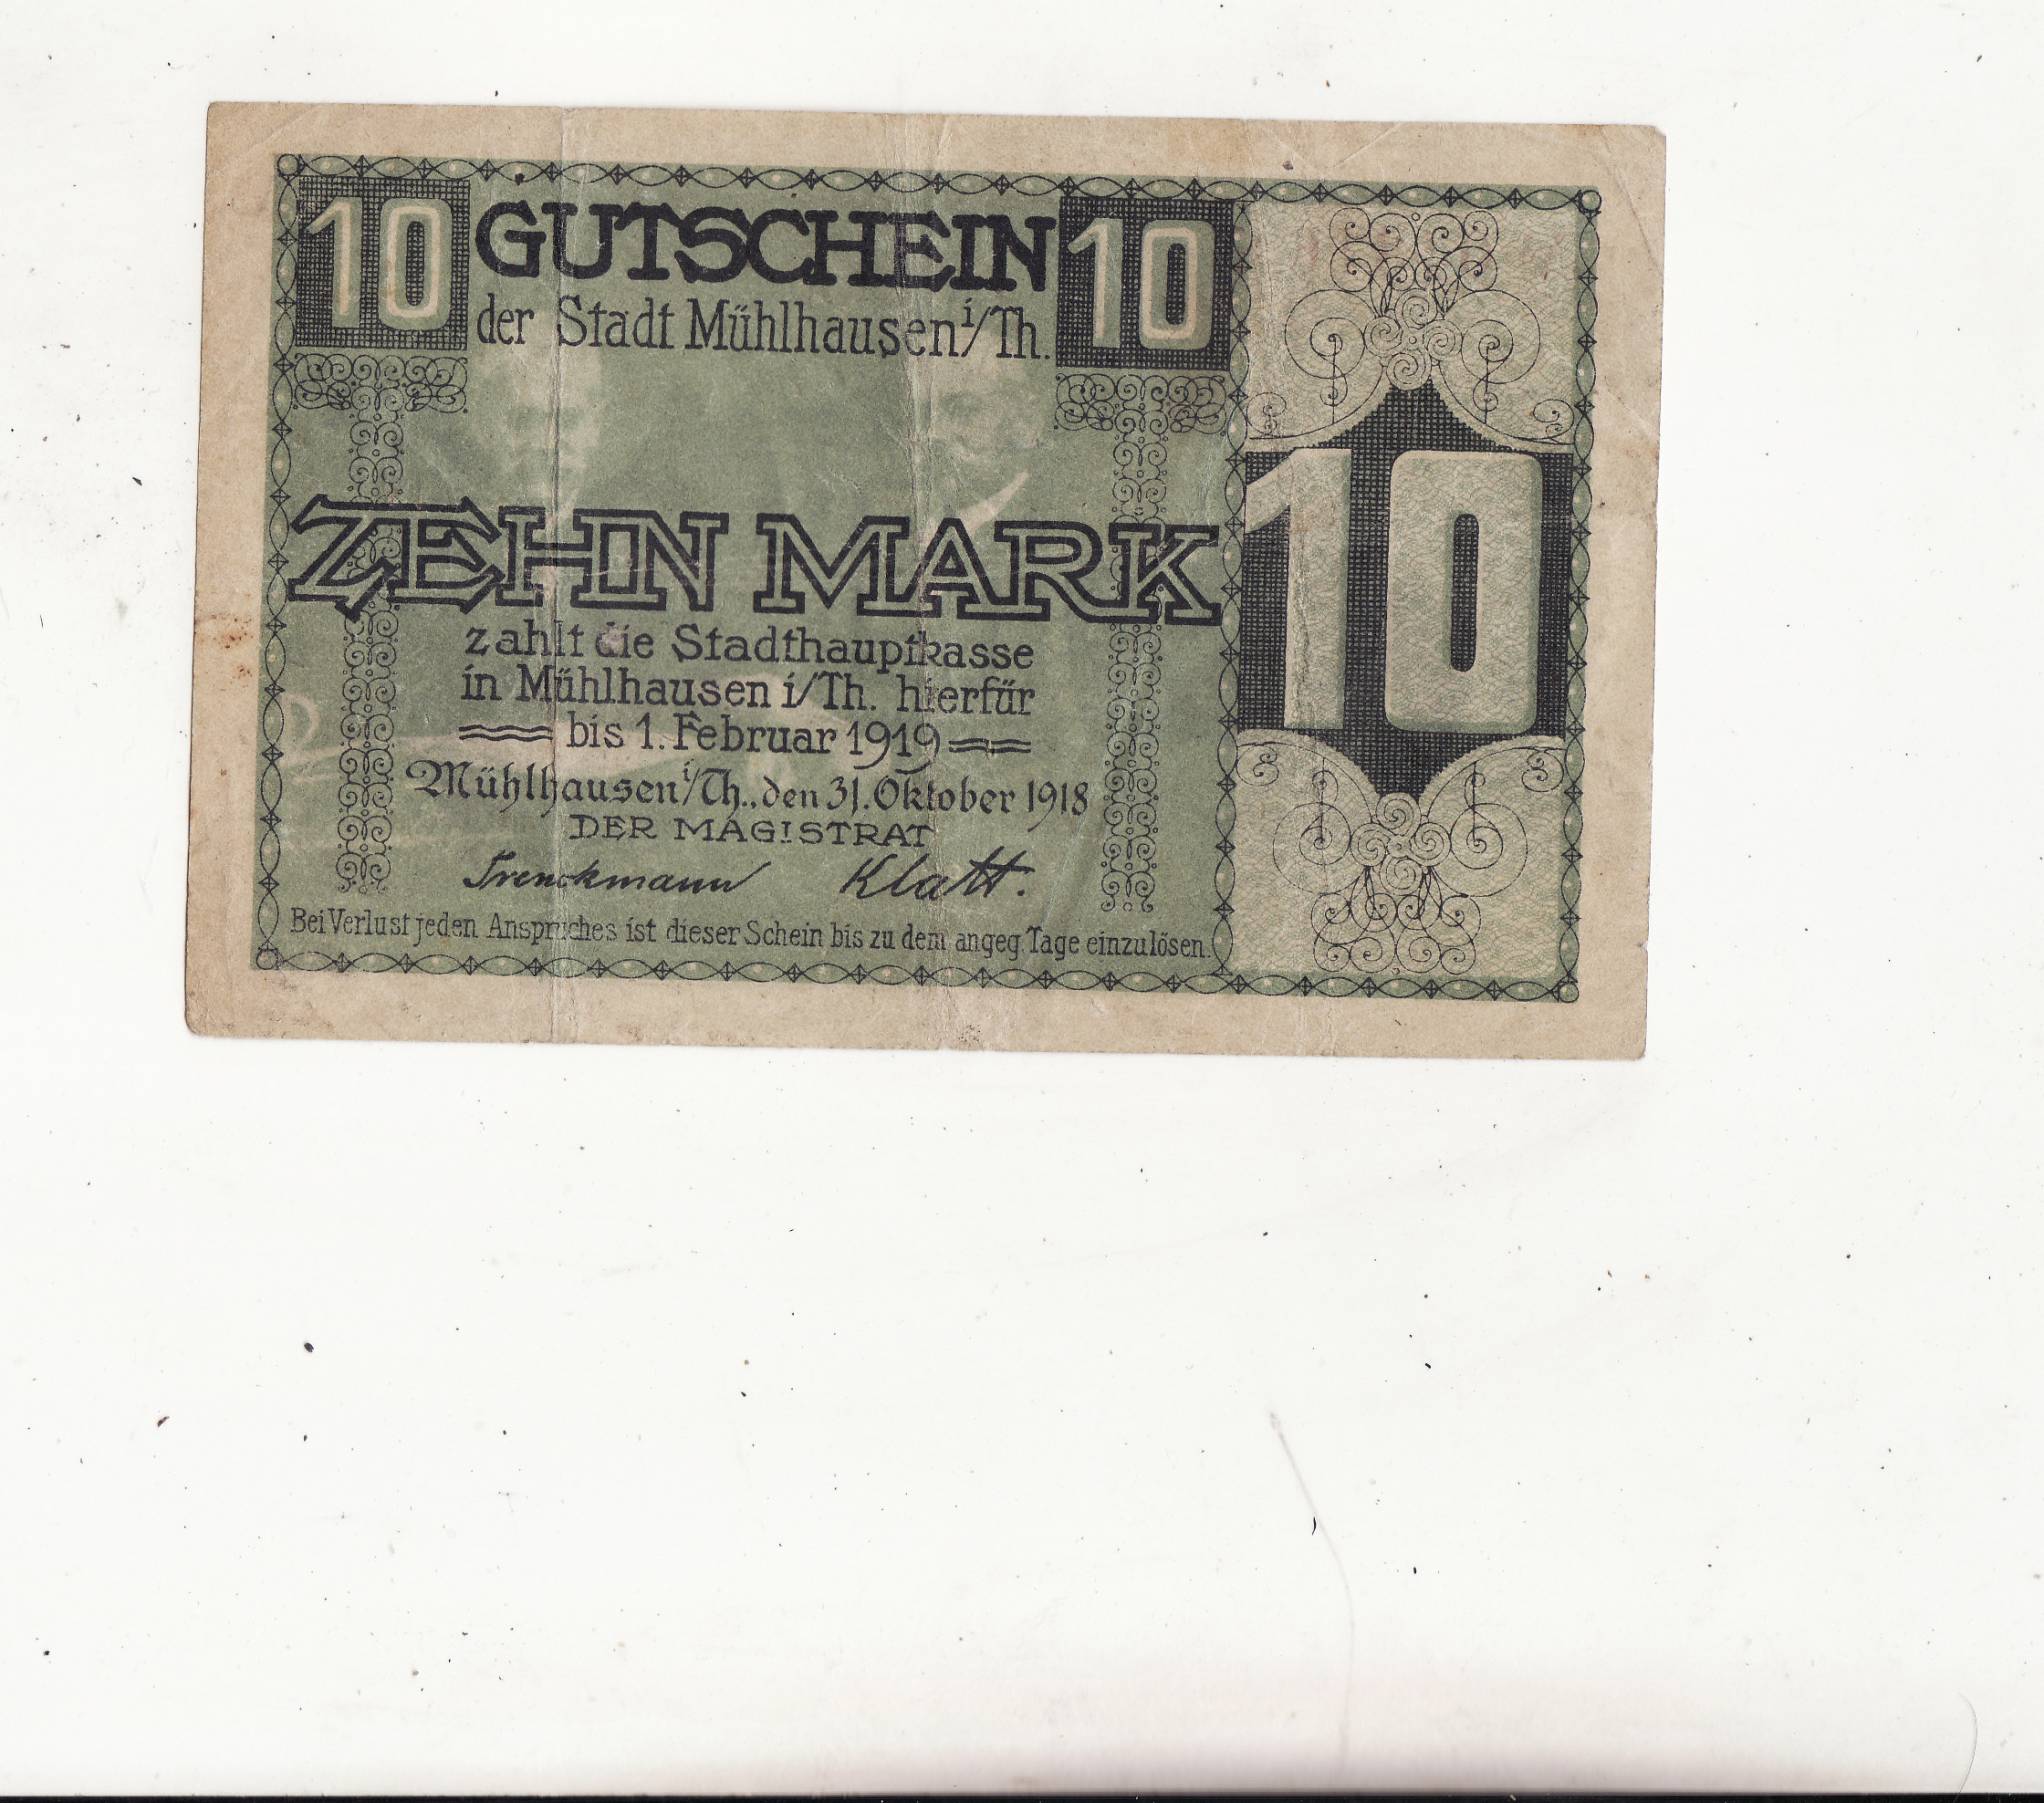 10 GUTSCHEIN 10
der Stadt Mühlhausen i/Th.
ZEHN MARK
10
zahlt die Stadthauptkasse
in Mühlhausen i/Th. hierfür
bis 1. Februar 1919
Mühlhausen i/Th., den 31. Oktober 1918
DER MAGISTRAT
Trenckmann Klatt.
Bei Verlust jeden Anspruches ist dieser Schein bis zu dem angeg. Tage einzulösen.